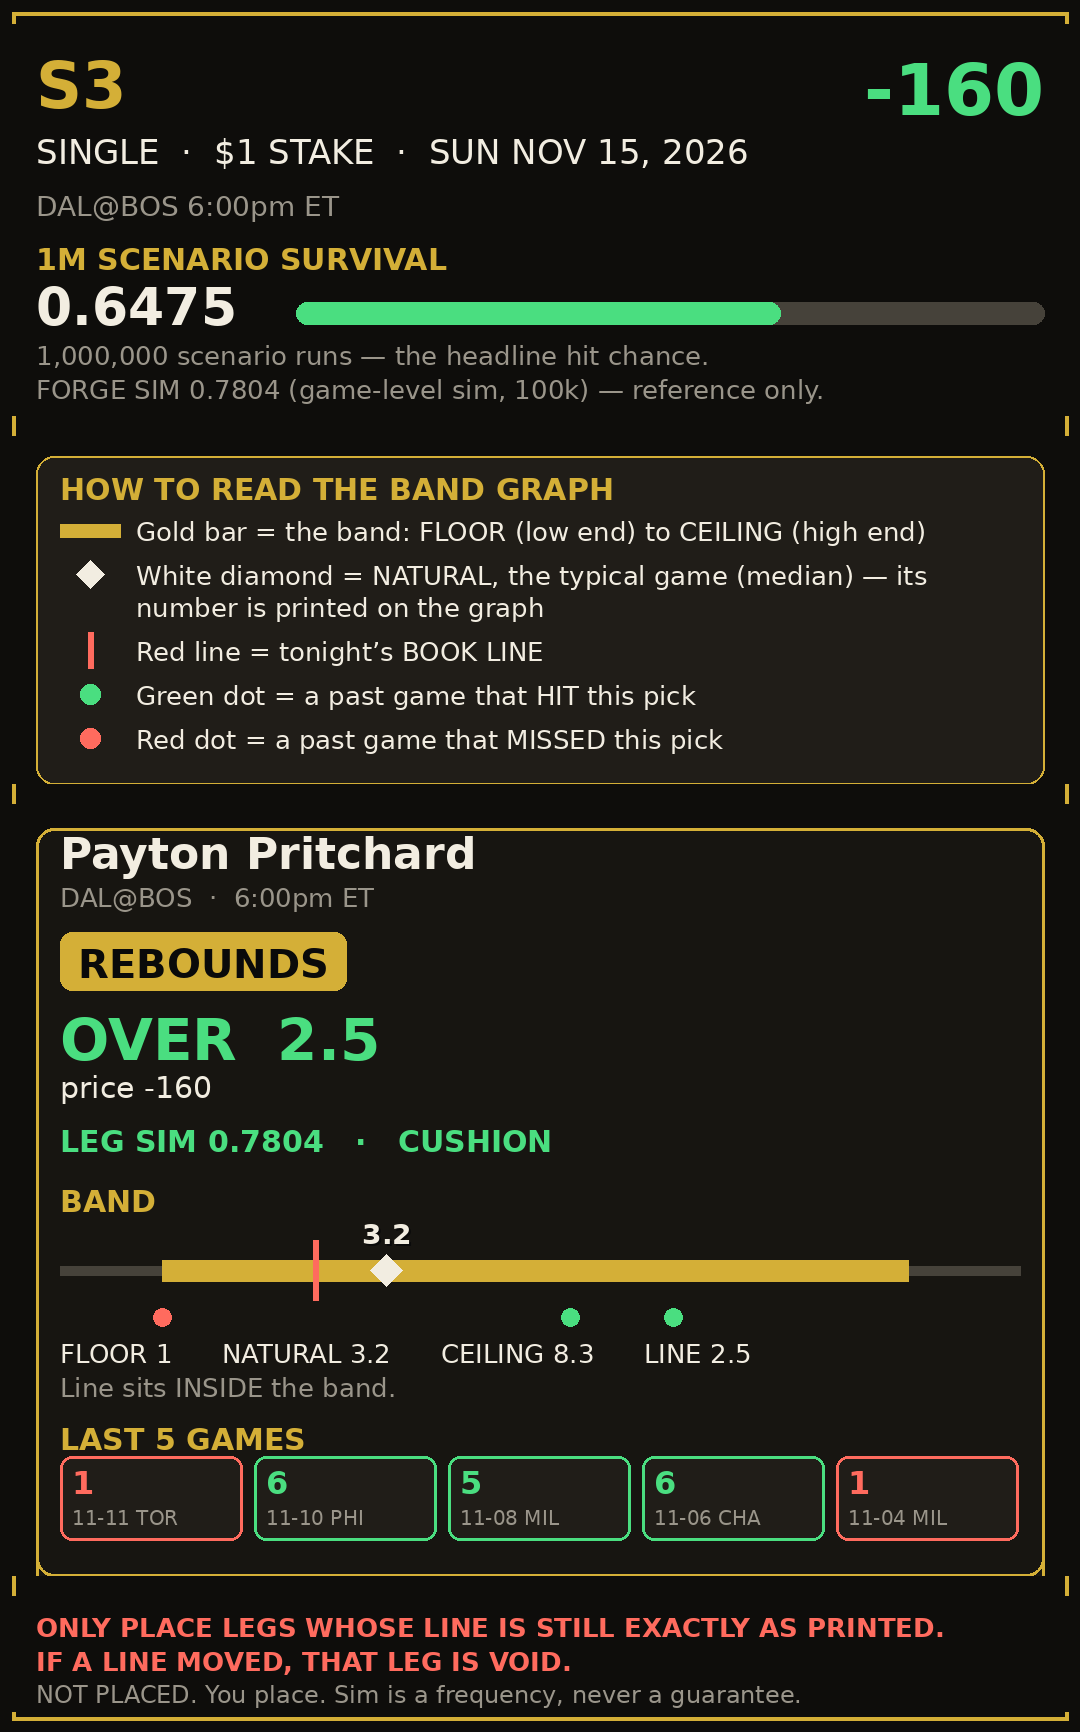 S3
-160
SINGLE · $1 STAKE · SUN NOV 15, 2026
DAL@BOS 6:00pm ET
1M SCENARIO SURVIVAL
0.6475
1,000,000 scenario runs — the headline hit chance.
FORGE SIM 0.7804 (game-level sim, 100k) — reference only.
HOW TO READ THE BAND GRAPH
Gold bar = the band: FLOOR (low end) to CEILING (high end)
White diamond = NATURAL, the typical game (median) — its
number is printed on the graph
Red line = tonight’s BOOK LINE
Green dot = a past game that HIT this pick
Red dot = a past game that MISSED this pick
Payton Pritchard
DAL@BOS · 6:00pm ET
REBOUNDS
OVER 2.5
price -160
LEG SIM 0.7804 · CUSHION
BAND
3.2
FLOOR 1 NATURAL 3.2 CEILING 8.3 LINE 2.5
Line sits INSIDE the band.
LAST 5 GAMES
1 6 5 6 1
11-11 TOR 11-10 PHI 11-08 MIL 11-06 CHA 11-04 MIL
ONLY PLACE LEGS WHOSE LINE IS STILL EXACTLY AS PRINTED.
IF A LINE MOVED, THAT LEG IS VOID.
NOT PLACED. You place. Sim is a frequency, never a guarantee.